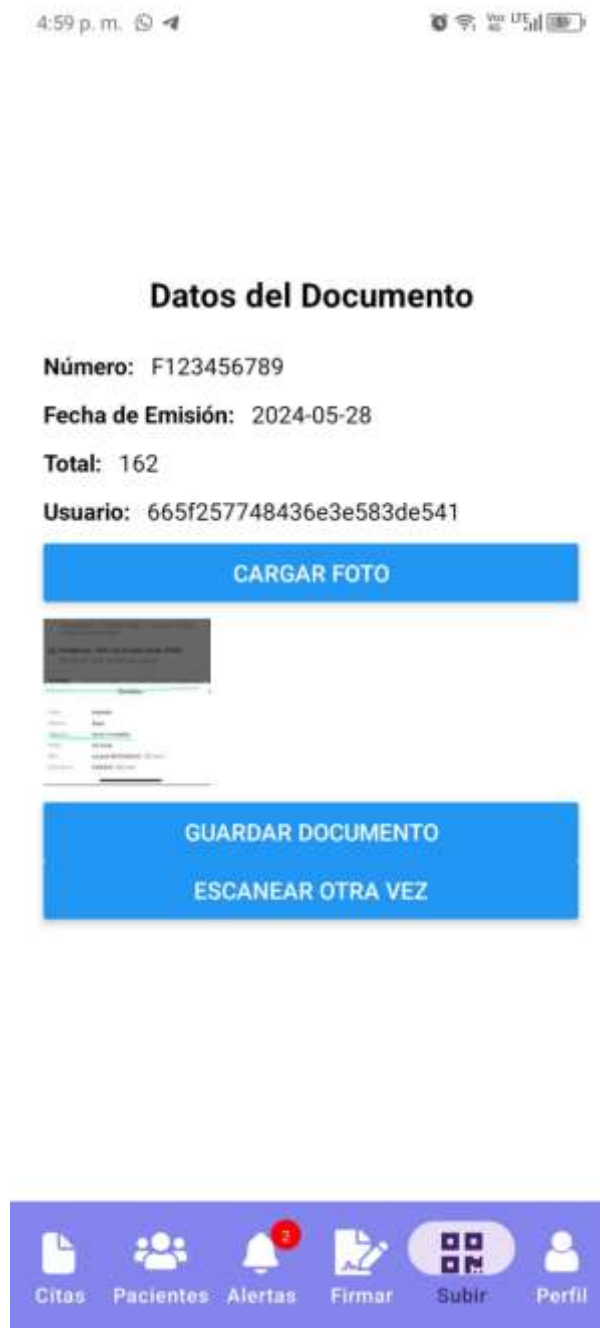 4:59 p. m.
Datos del Documento
Número: F123456789
Fecha de Emisión: 2024-05-28
Total: 162
Usuario: 665f257748436e3e583de541
CARGAR FOTO
GUARDAR DOCUMENTO
ESCANEAR OTRA VEZ
2
Citas Pacientes Alertas Firmar Subir Perfil